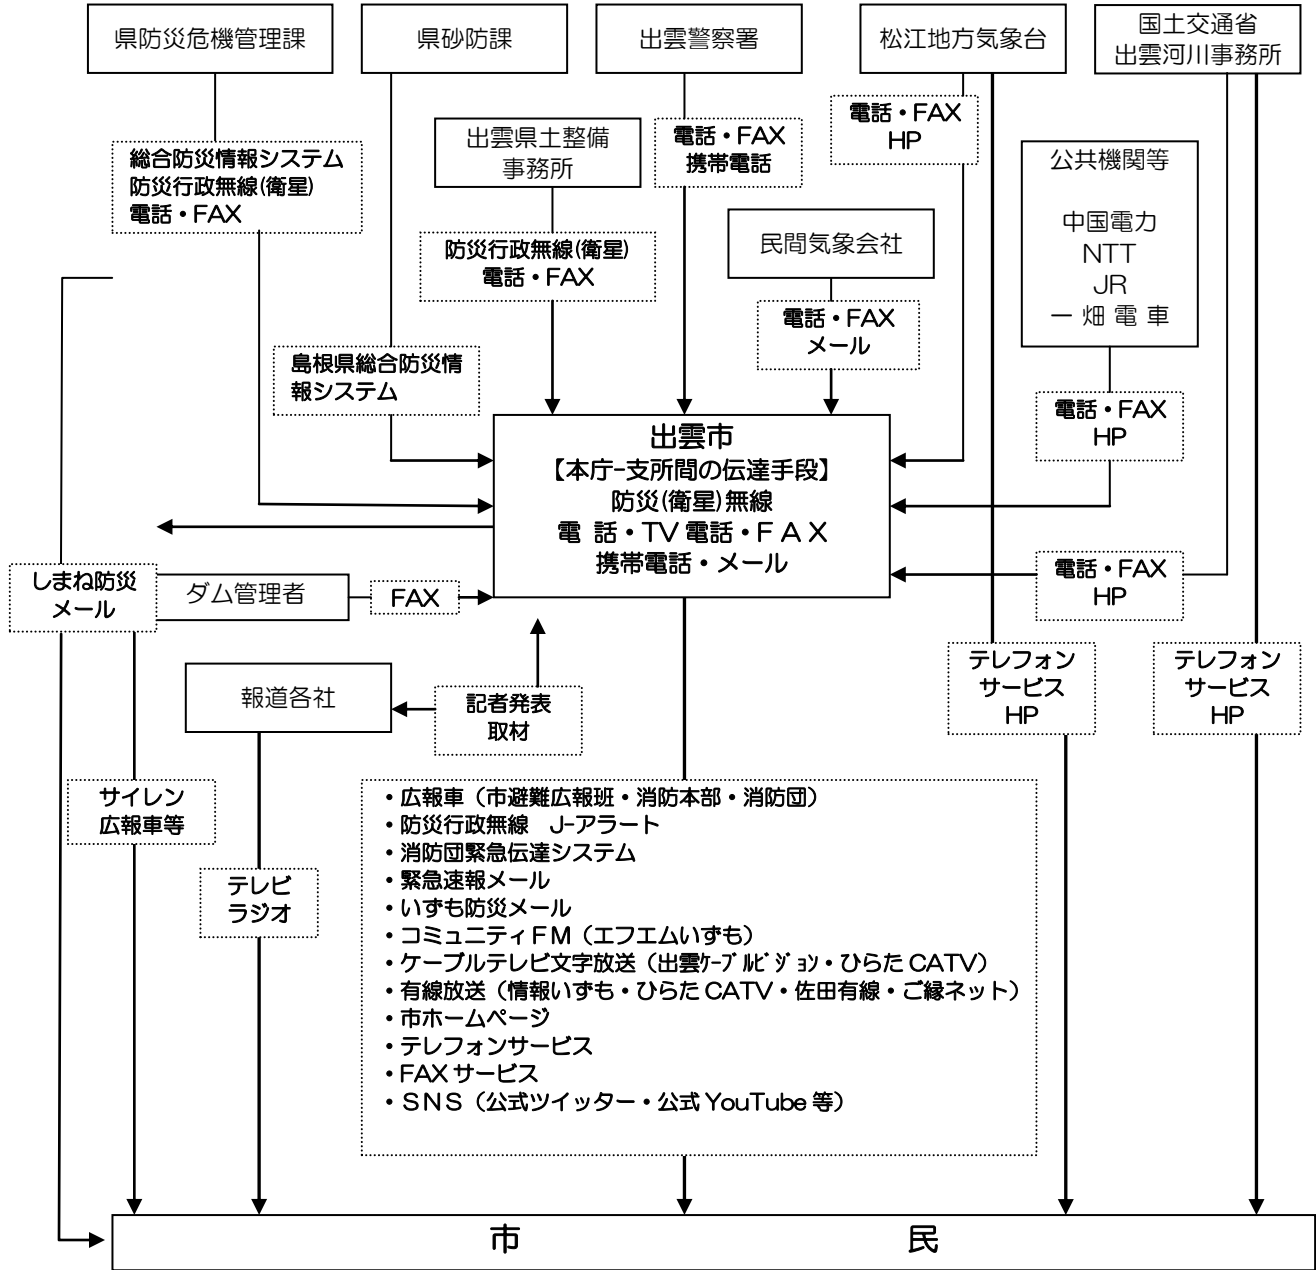 県防災危機管理課
県砂防課
出雲警察署
松江地方気象台
国土交通省
出雲河川事務所
総合防災情報システム
防災行政無線(衛星)
電話・FAX
出雲県土整備
事務所
電話・FAX
携帯電話
電話・FAX
HP
公共機関等
中国電力
NTT
JR
一 畑 電 車
防災行政無線(衛星)
電話・FAX
民間気象会社
電話・FAX
メール
島根県総合防災情
報システム
電話・FAX
HP
出雲市
【本庁-支所間の伝達手段】
防災(衛星)無線
電 話・TV 電話・F A X
携帯電話・メール
電話・FAX
HP
しまね防災
メール
ダム管理者
FAX
テレフォン
サービス
HP
テレフォン
サービス
HP
報道各社
記者発表
取材
サイレン
広報車等
テレビ
ラジオ
・広報車（市避難広報班・消防本部・消防団）
・防災行政無線　J-アラート
・消防団緊急伝達システム
・緊急速報メール
・いずも防災メール
・コミュニティFM（エフエムいずも）
・ケーブルテレビ文字放送（出雲ｹｰﾌﾞﾙﾋﾞｼﾞｮﾝ・ひらた CATV）
・有線放送（情報いずも・ひらた CATV・佐田有線・ご縁ネット）
・市ホームページ
・テレフォンサービス
・FAX サービス
・ＳＮＳ（公式ツイッター・公式 YouTube 等）
市　民